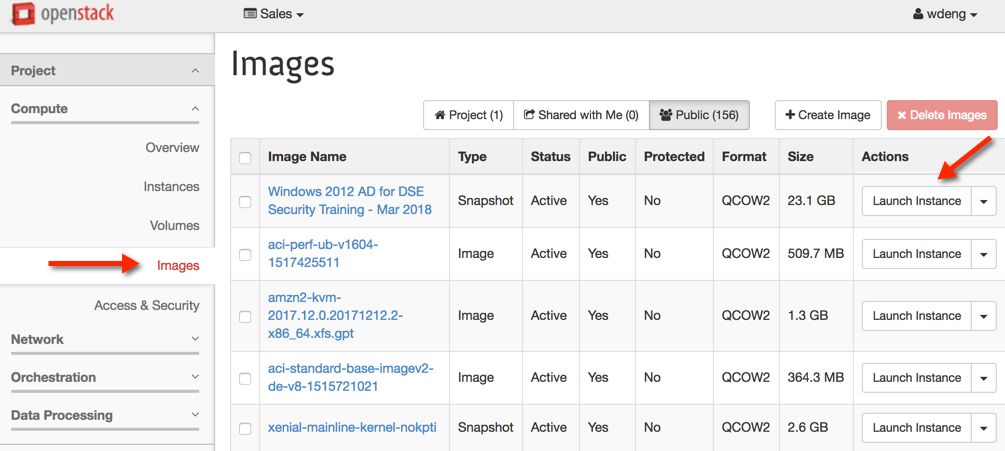 openstack
Sales
wdeng
Project
Compute
Overview
Instances
Volumes
Images
Access & Security
Network
Orchestration
Data Processing
Images
Project (1)
Shared with Me (0)
Public (156)
Create Image
Delete Images
Image Name Type Status Public Protected Format Size Actions
Windows 2012 AD for DSE
Security Training - Mar 2018
Snapshot Active Yes No QCOW2 23.1 GB Launch Instance
aci-perf-ub-v1604-
1517425511
Image Active Yes No QCOW2 509.7 MB Launch Instance
amzn2-kvm-
2017.12.0.20171212.2-
x86_64.xfs.gpt
Image Active Yes No QCOW2 1.3 GB Launch Instance
aci-standard-base-imagev2-
de-v8-1515721021
Image Active Yes No QCOW2 364.3 MB Launch Instance
xenial-mainline-kernel-nokpti Snapshot Active Yes No QCOW2 2.6 GB Launch Instance